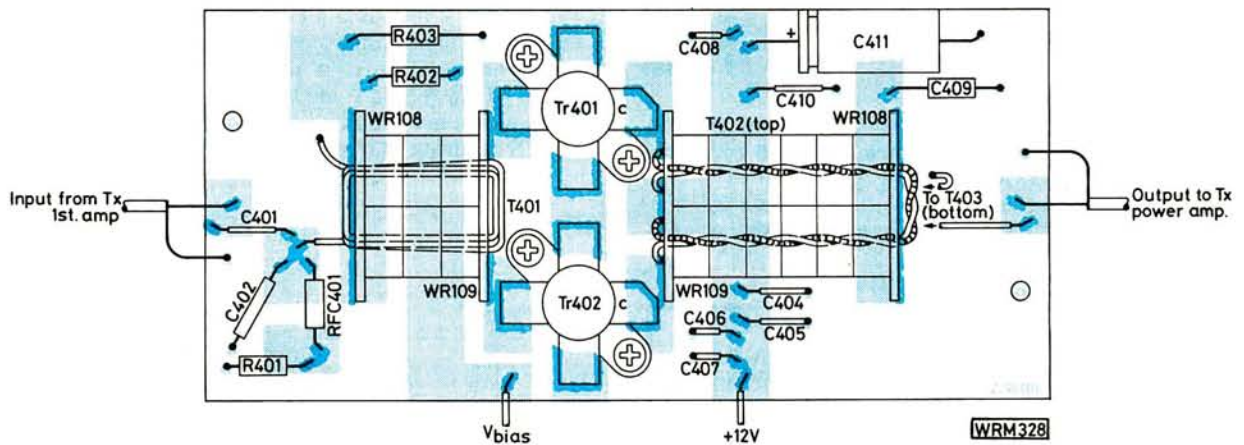 R403
C408
+
C411
R402
Tr401
c
C410
C409
WR108
T402(top)
WR108
Input from Tx
1st. amp
C401
T401
To T403
(bottom)
Output to Tx
power amp.
C402
RFC401
WR109
Tr402
c
WR109
C404
C406
C405
R401
C407
Vbias
+12V
WRM328